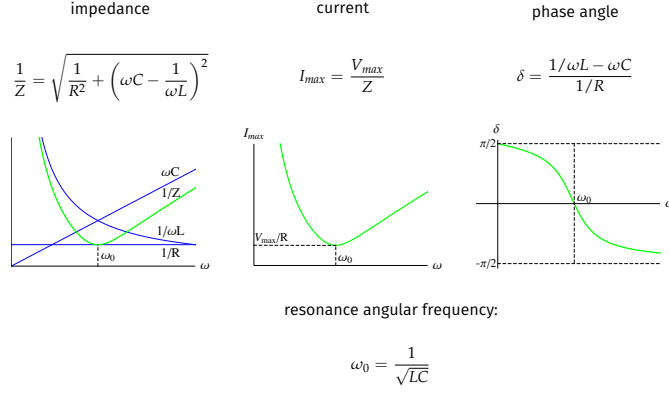 impedance
current
phase angle
1/Z = √(1/R² + (ωC − 1/ωL)²)
I_max = V_max/Z
δ = (1/ωL − ωC)/(1/R)
ωC
1/Z
1/ωL
1/R
ω₀
ω
I_max
V_max/R
ω₀
ω
δ
π/2
ω₀
ω
-π/2
resonance angular frequency:
ω₀ = 1/√LC